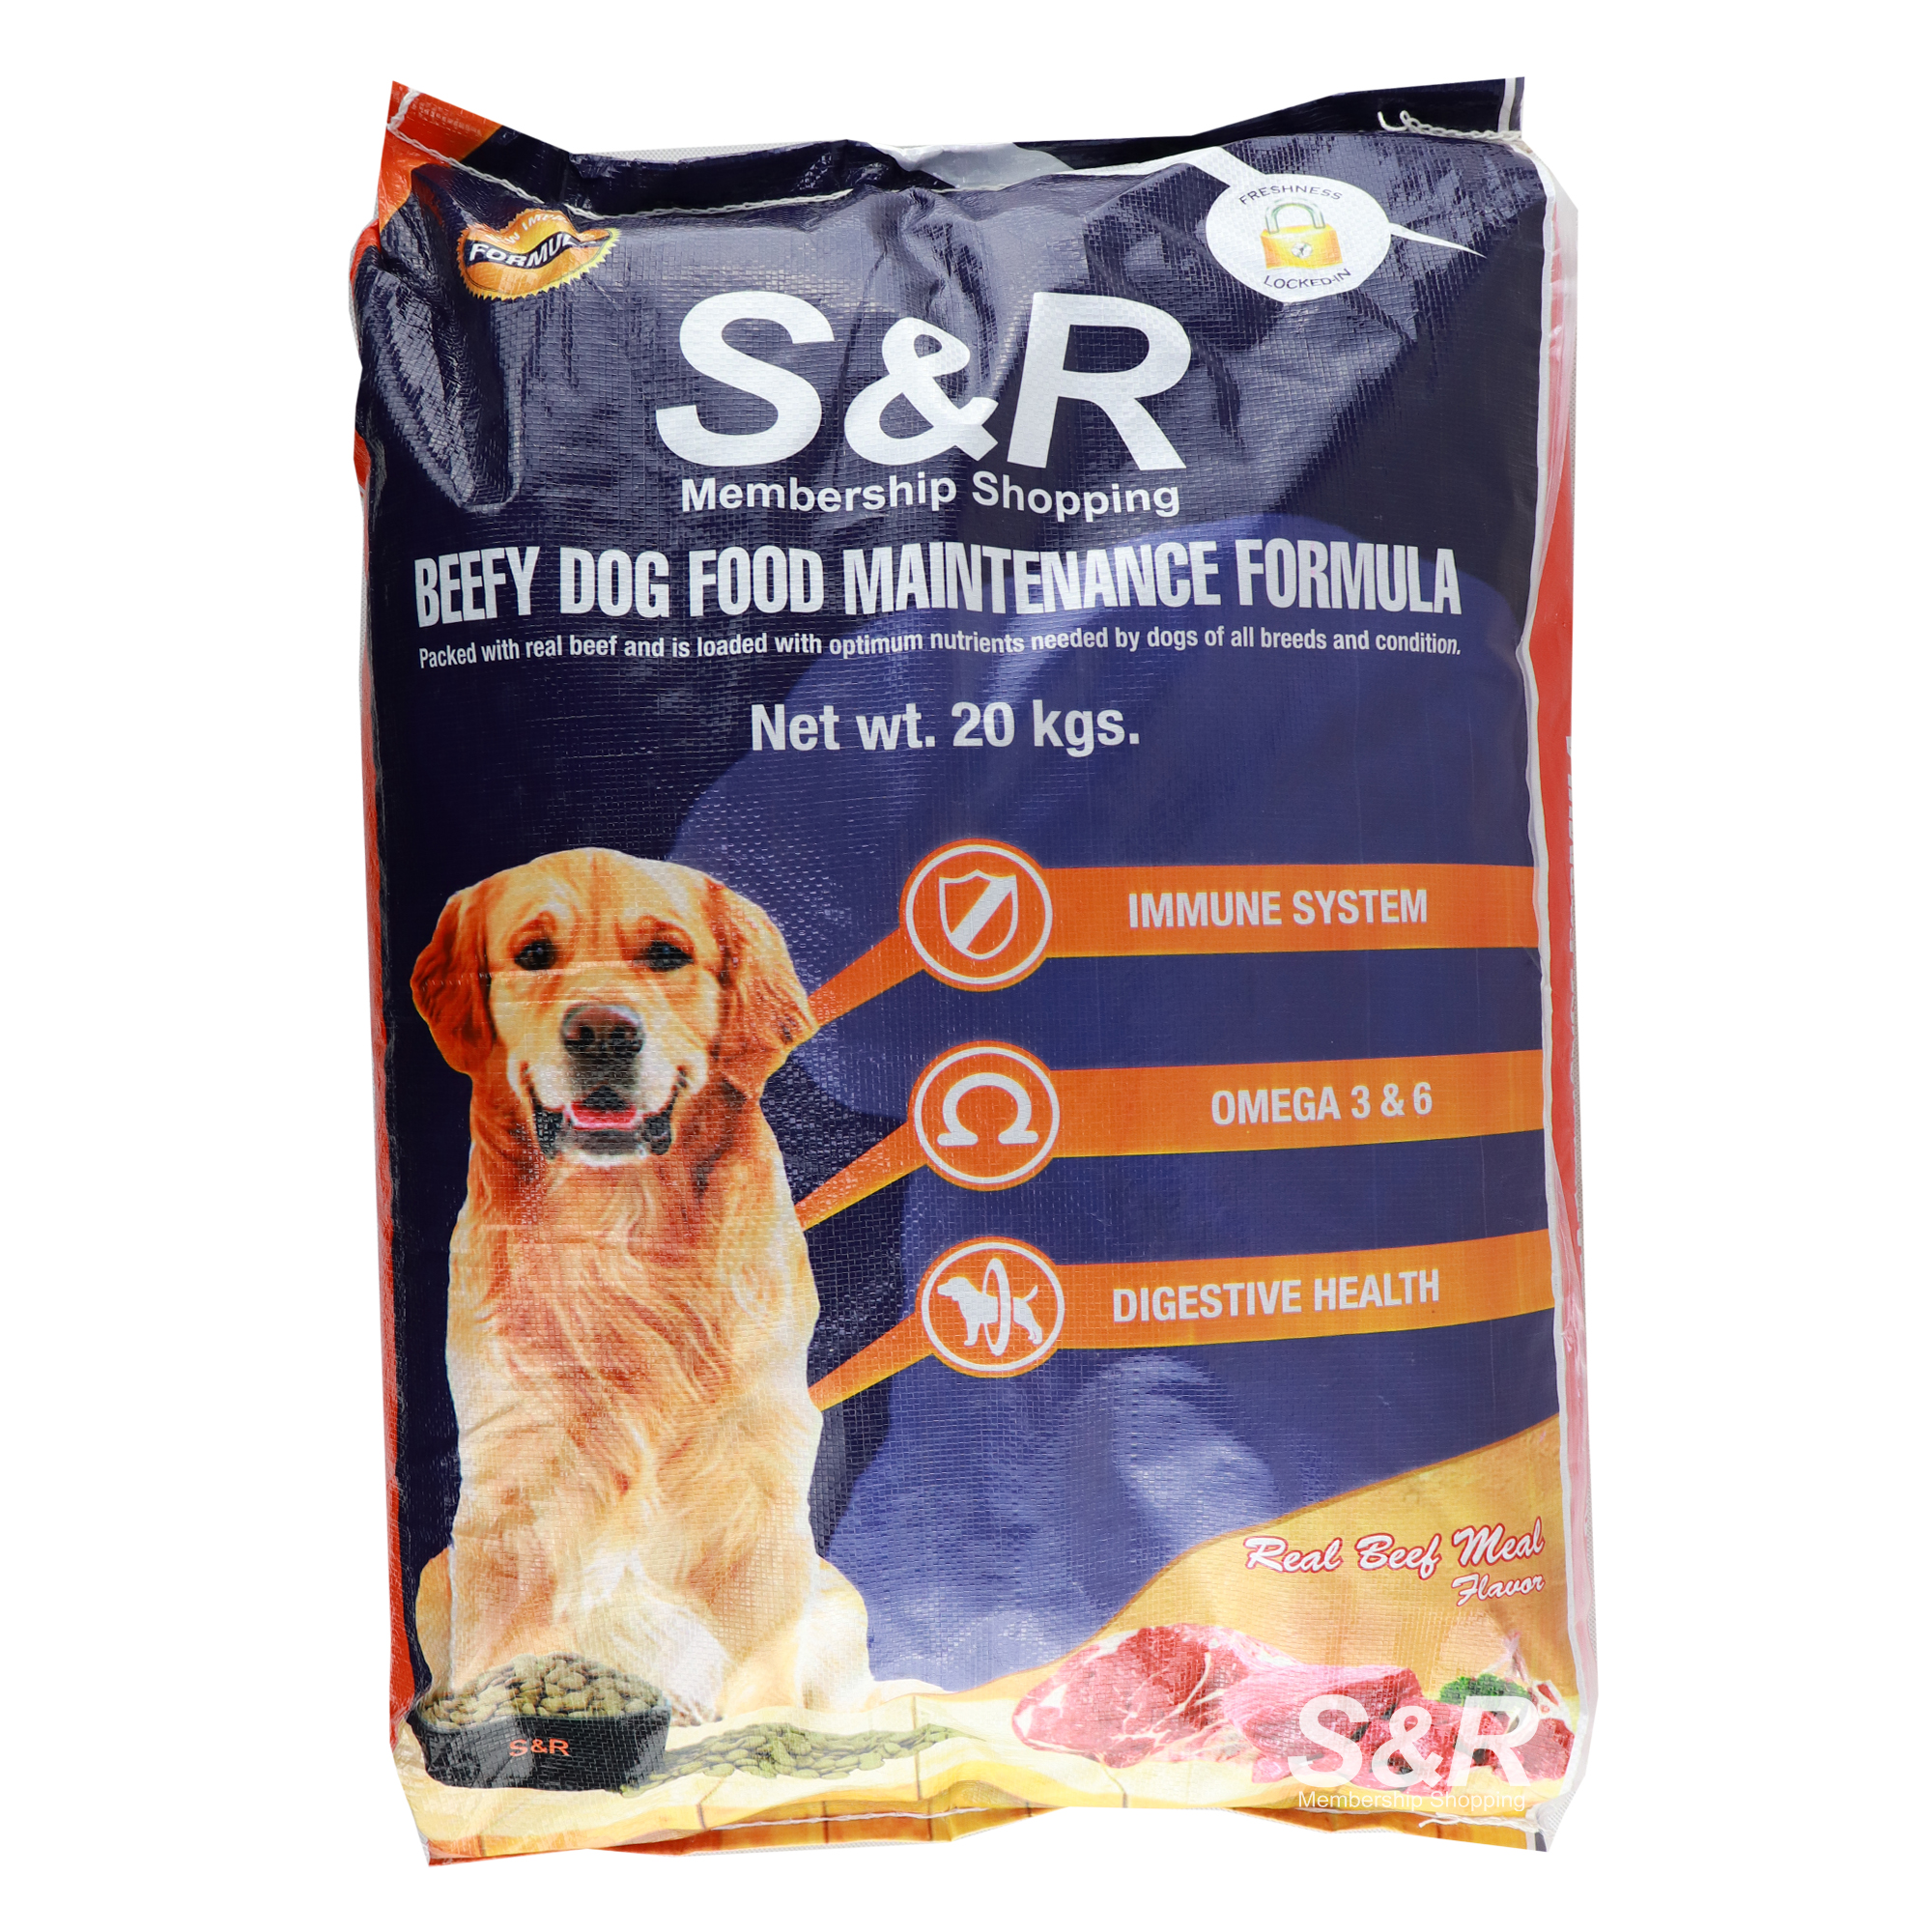 FORMUL
FRESHNESS
LOCKED-IN
S&R
Membership Shopping
BEEFY DOG FOOD MAINTENANCE FORMULA
Packed with real beef and is loaded with optimum nutrients needed by dogs of all breeds and condition.
Net wt. 20 kgs.
IMMUNE SYSTEM
OMEGA 3 & 6
DIGESTIVE HEALTH
Real Beef Meal
Flavor
S&R
S&R
Membership Shopping